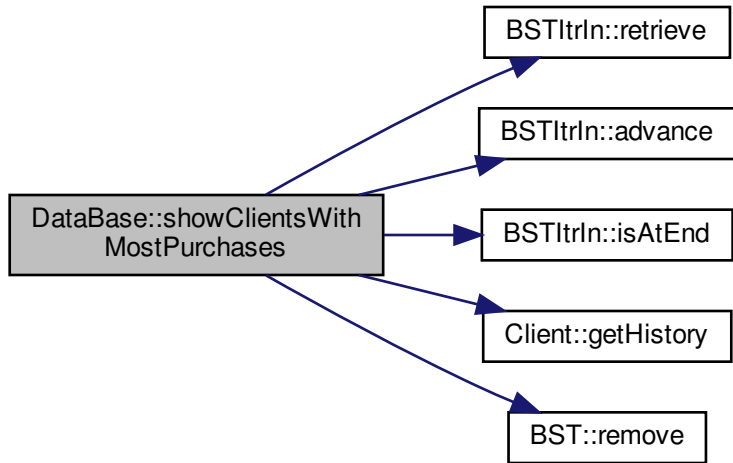 BSTItrIn::retrieve
BSTItrIn::advance
DataBase::showClientsWith
MostPurchases
BSTItrIn::isAtEnd
Client::getHistory
BST::remove